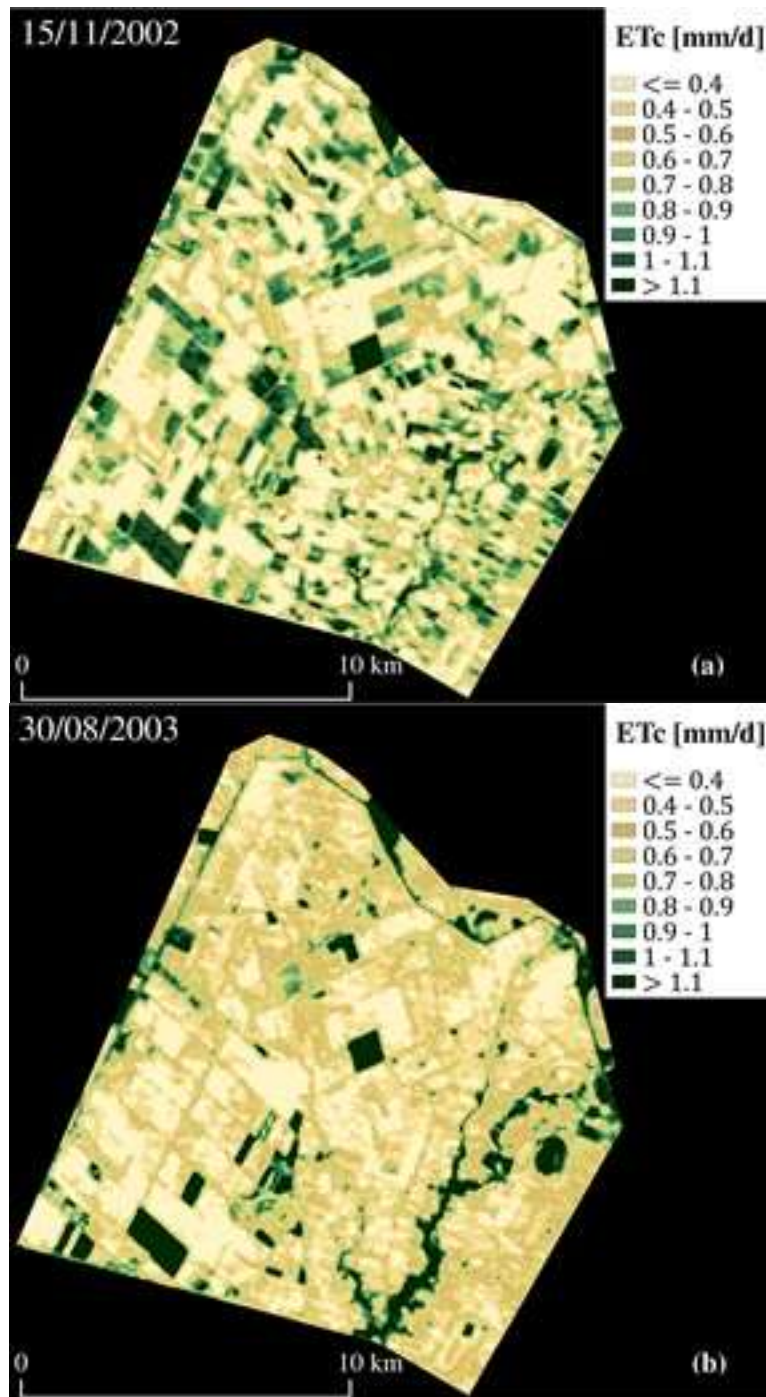 15/11/2002
ETc [mm/d]
<= 0.4
0.4 - 0.5
0.5 - 0.6
0.6 - 0.7
0.7 - 0.8
0.8 - 0.9
0.9 - 1
1 - 1.1
> 1.1
0 10 km (a)
30/08/2003
ETc [mm/d]
<= 0.4
0.4 - 0.5
0.5 - 0.6
0.6 - 0.7
0.7 - 0.8
0.8 - 0.9
0.9 - 1
1 - 1.1
> 1.1
0 10 km (b)